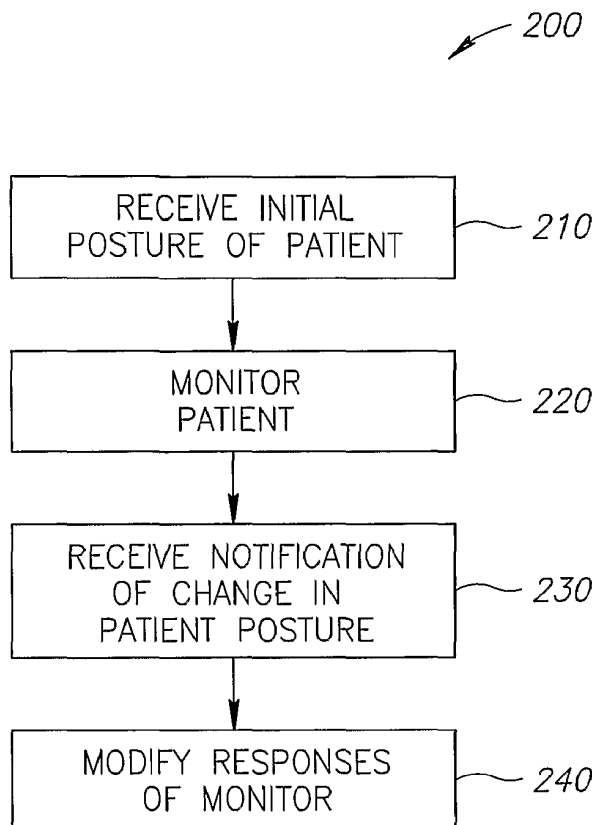 200
RECEIVE INITIAL
POSTURE OF PATIENT
210
MONITOR
PATIENT
220
RECEIVE NOTIFICATION
OF CHANGE IN
PATIENT POSTURE
230
MODIFY RESPONSES
OF MONITOR
240